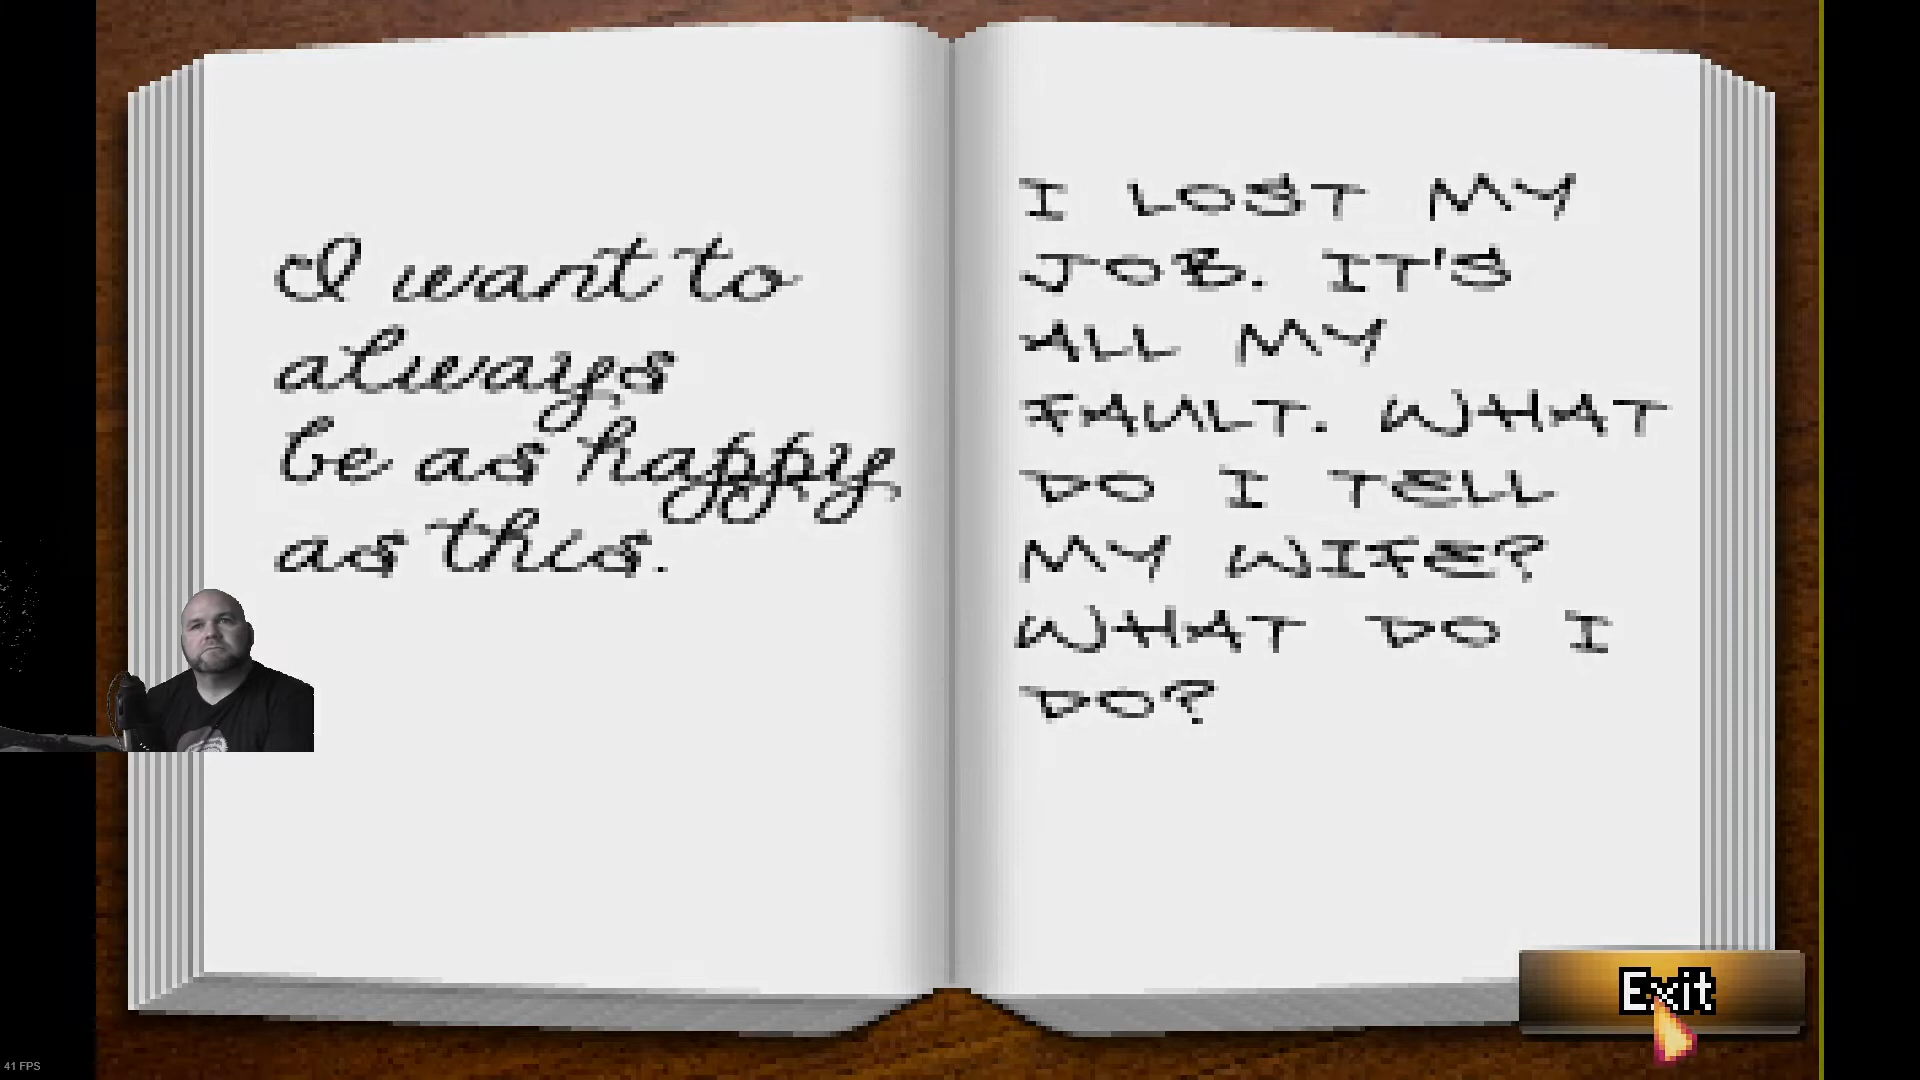 I want to
always
be as happy
as this.
I LOST MY
JOB. IT'S
ALL MY
FAULT. WHAT
DO I TELL
MY WIFE?
WHAT DO I
DO?
Exit
41 FPS